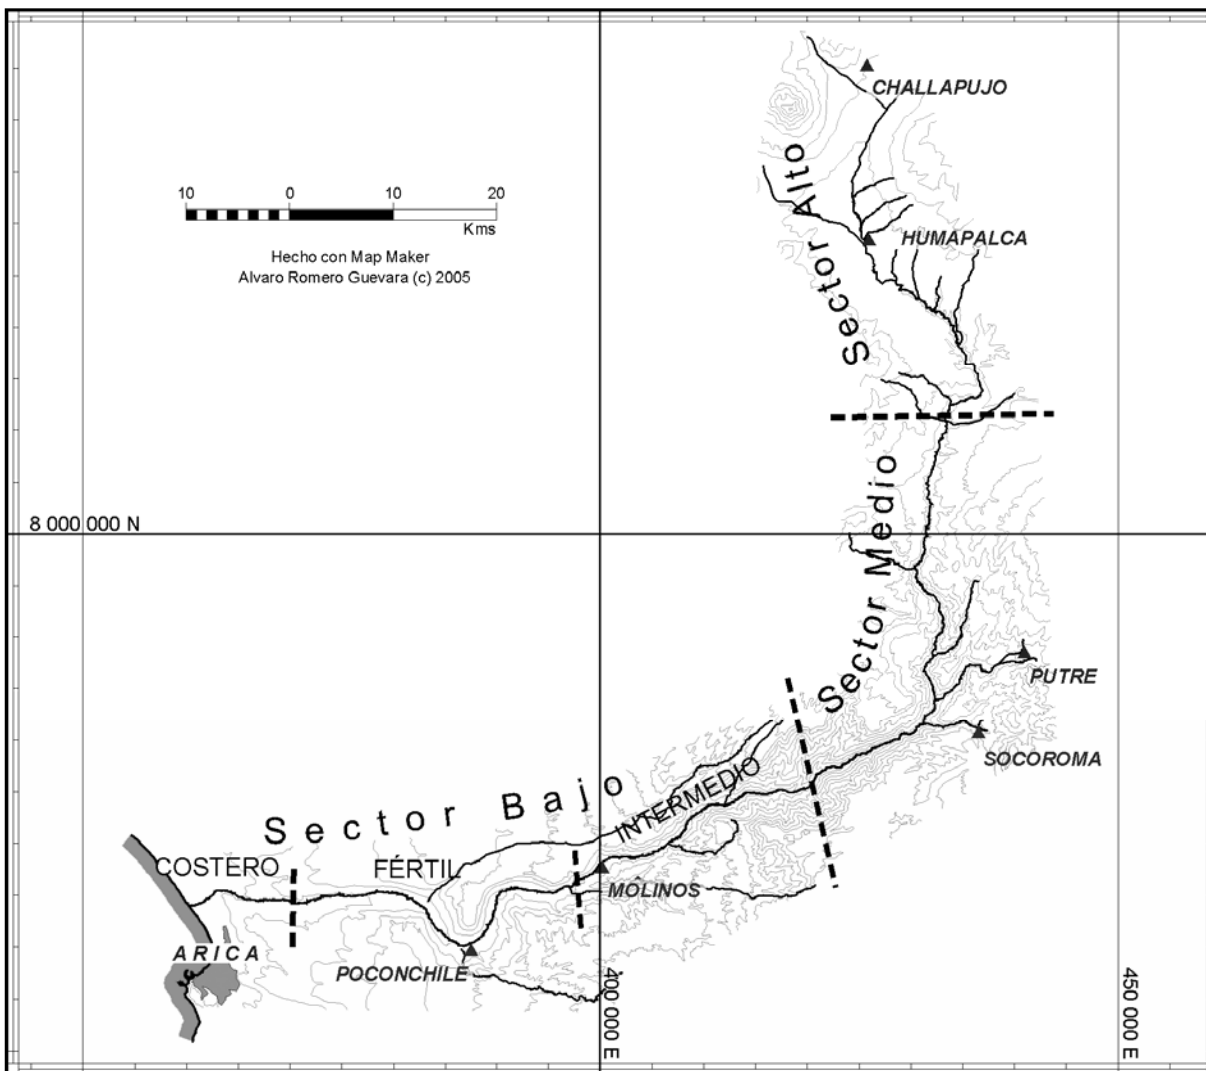 CHALLAPUJO
Sector Alto
10 0 10 20
Kms
HUMAPALCA
Hecho con Map Maker
Alvaro Romero Guevara (c) 2005
8 000 000 N
Sector Medio
PUTRE
SOCOROMA
Sector Bajo
INTERMEDIO
COSTERO
FÉRTIL
MOLINOS
ARICA
POCONCHILE
400 000 E
450 000 E